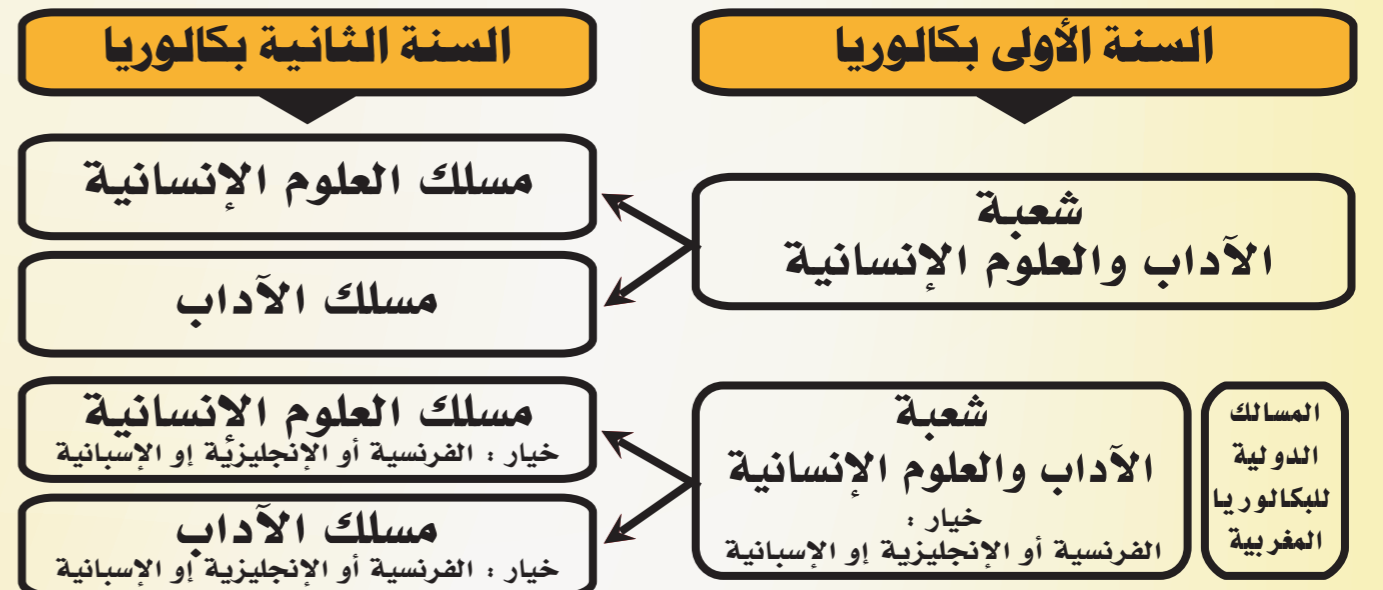 السنة الأولى بكالوريا
السنة الثانية بكالوريا
شعبة
الآداب والعلوم الإنسانية
مسلك العلوم الإنسانية
مسلك الآداب
المسالك
الدولية
للبكالوريا
المغربية
شعبة
الآداب والعلوم الإنسانية
خيار :
الفرنسية أو الإنجليزية إو الإسبانية
مسلك العلوم الإنسانية
خيار : الفرنسية أو الإنجليزية إو الإسبانية
مسلك الآداب
خيار : الفرنسية أو الإنجليزية إو الإسبانية